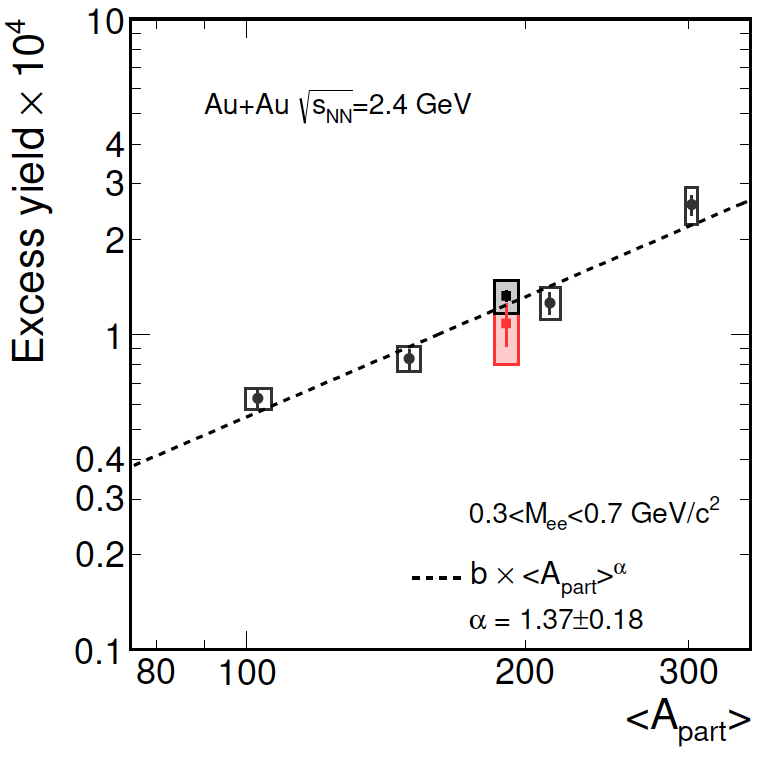 Excess yield × 10⁴
10
4
3
2
1
0.4
0.3
0.2
0.1
Au+Au √s_NN=2.4 GeV
0.3<M_ee<0.7 GeV/c²
b × <A_part>^α
α = 1.37±0.18
80 100 200 300
<A_part>